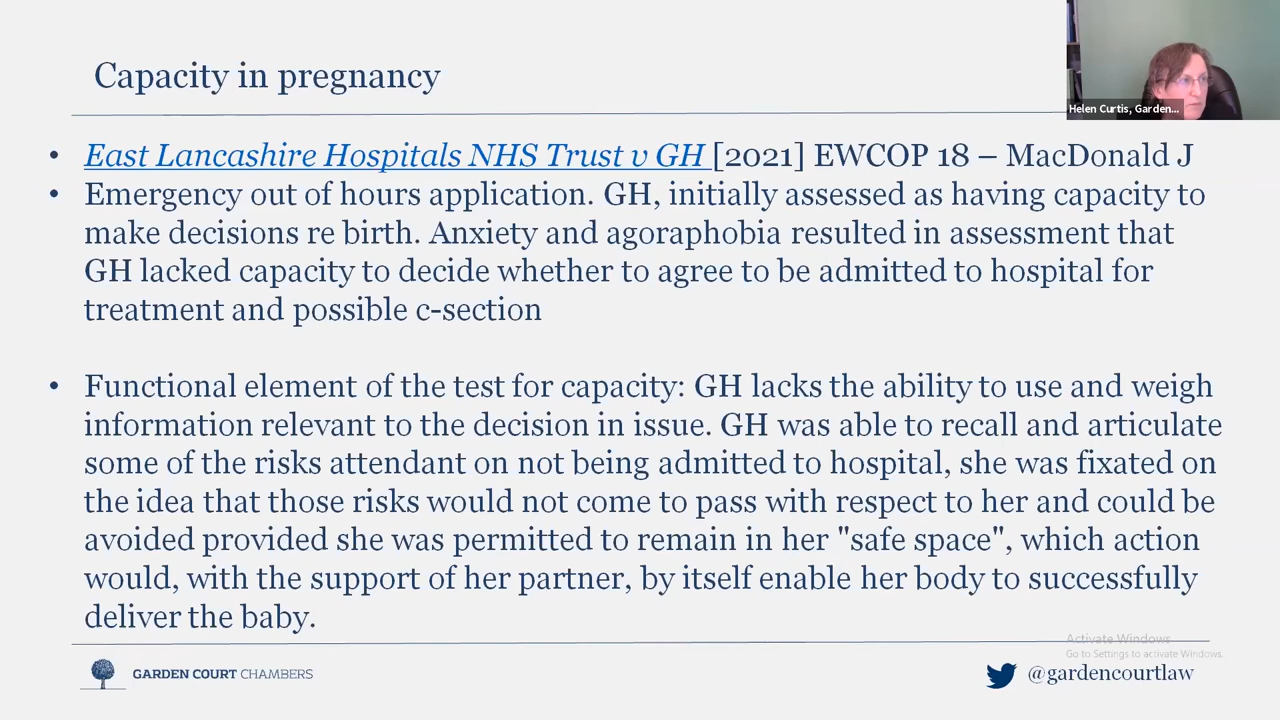 Capacity in pregnancy
Helen Curtis, Garden...
• East Lancashire Hospitals NHS Trust v GH [2021] EWCOP 18 – MacDonald J
• Emergency out of hours application. GH, initially assessed as having capacity to
make decisions re birth. Anxiety and agoraphobia resulted in assessment that
GH lacked capacity to decide whether to agree to be admitted to hospital for
treatment and possible c-section
• Functional element of the test for capacity: GH lacks the ability to use and weigh
information relevant to the decision in issue. GH was able to recall and articulate
some of the risks attendant on not being admitted to hospital, she was fixated on
the idea that those risks would not come to pass with respect to her and could be
avoided provided she was permitted to remain in her "safe space", which action
would, with the support of her partner, by itself enable her body to successfully
deliver the baby.
Activate Windows
Go to Settings to activate Windows.
GARDEN COURT CHAMBERS
@gardencourtlaw